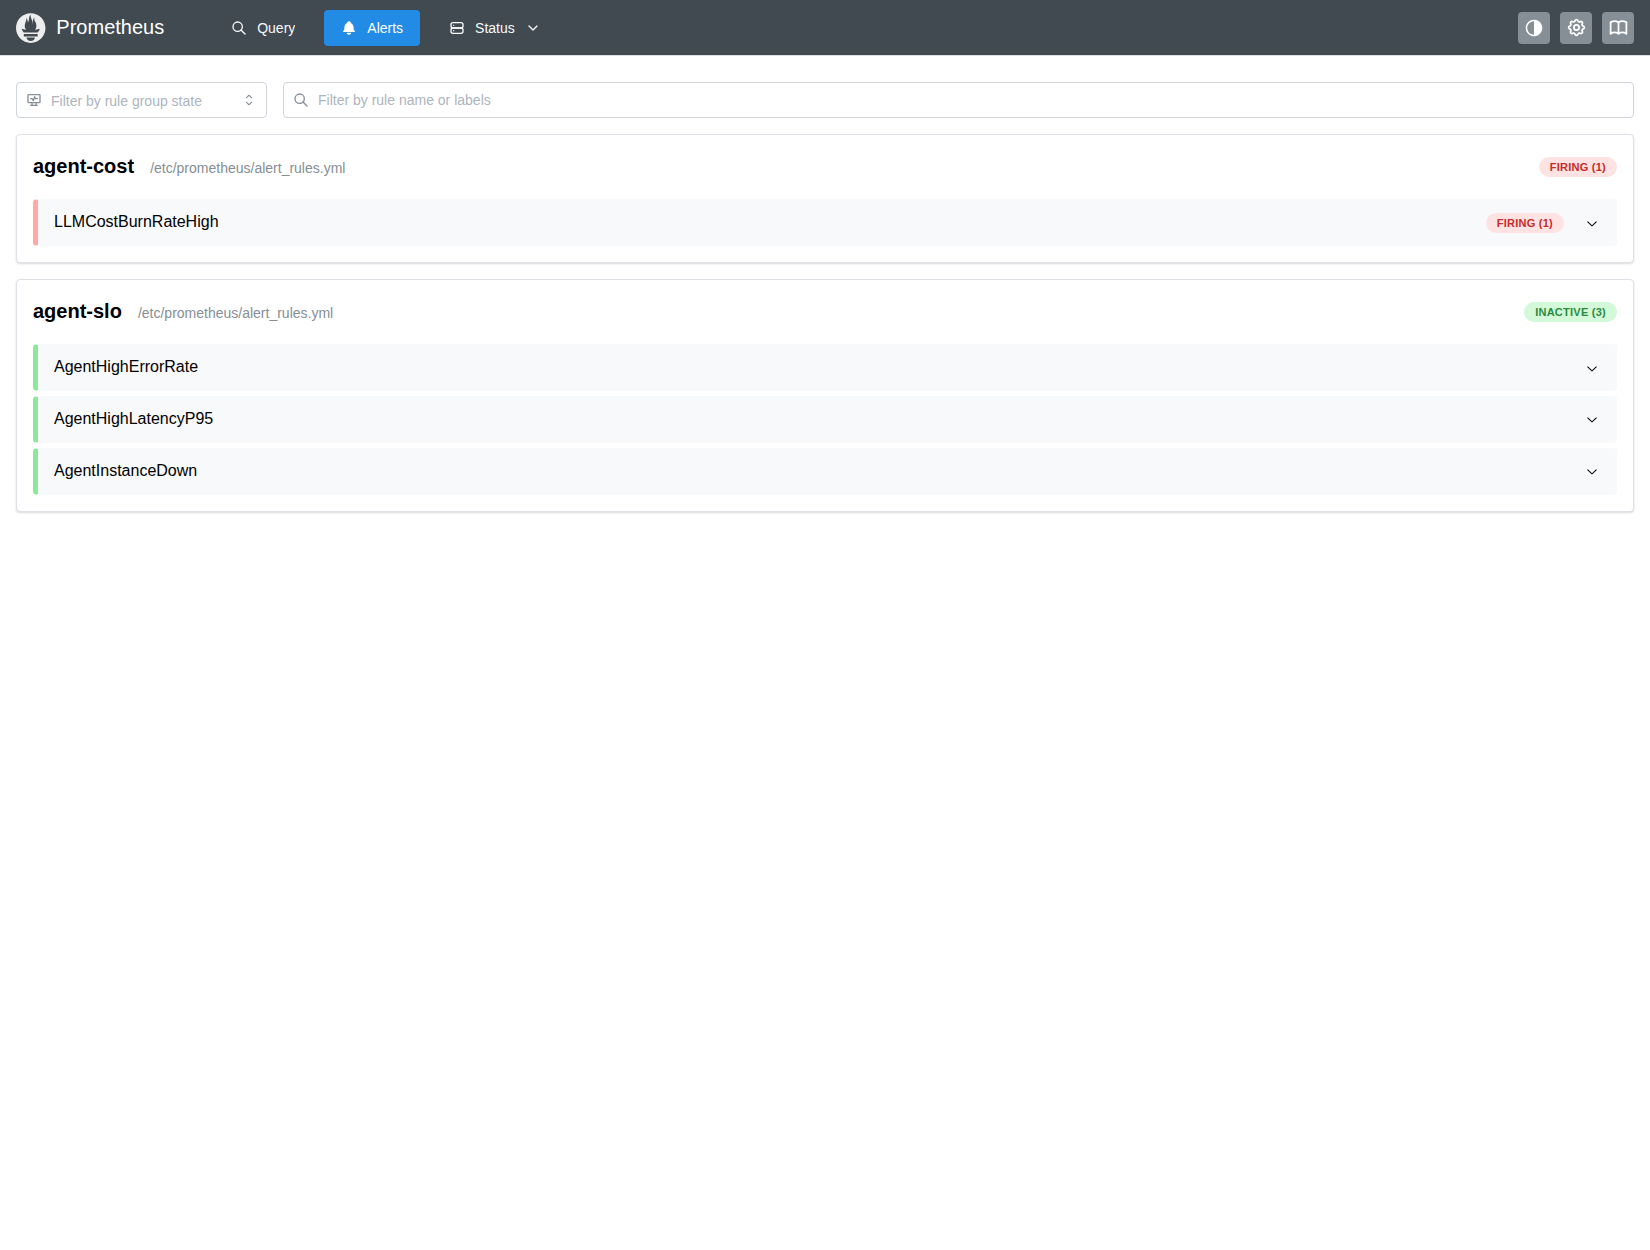 Prometheus
Query
Alerts
Status
Filter by rule group state
Filter by rule name or labels
agent-cost /etc/prometheus/alert_rules.yml FIRING (1)
LLMCostBurnRateHigh FIRING (1)
agent-slo /etc/prometheus/alert_rules.yml INACTIVE (3)
AgentHighErrorRate
AgentHighLatencyP95
AgentInstanceDown